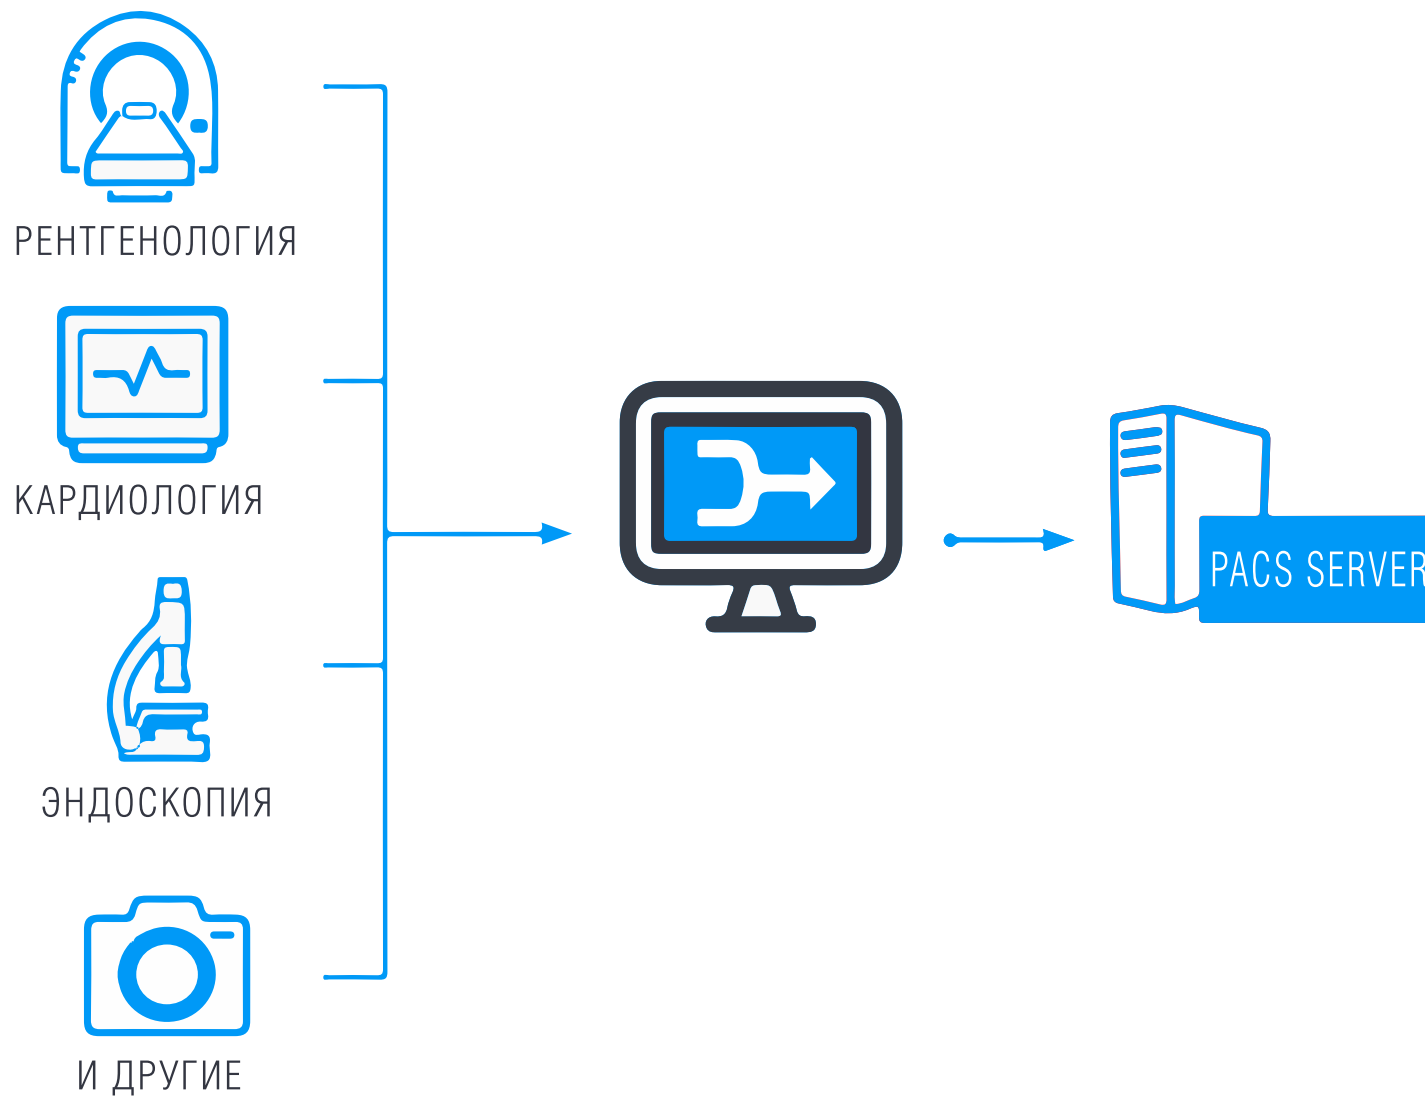 РЕНТГЕНОЛОГИЯ
КАРДИОЛОГИЯ
PACS SERVER
ЭНДОСКОПИЯ
И ДРУГИЕ